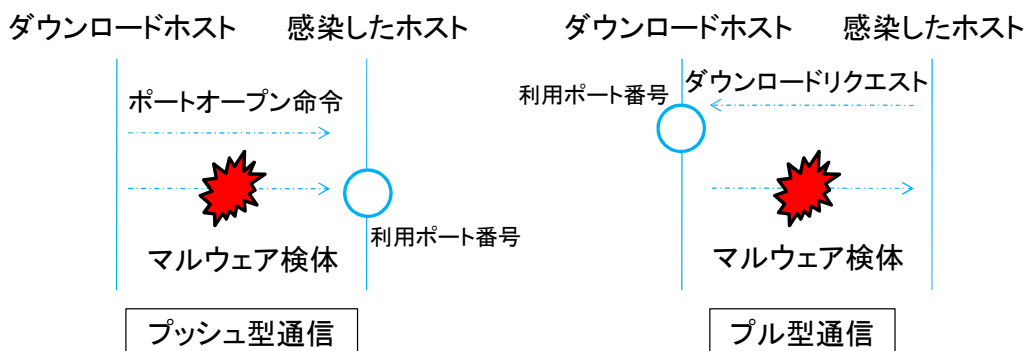 ダウンロードホスト 感染したホスト
ポートオープン命令
利用ポート番号
マルウェア検体
プッシュ型通信
ダウンロードホスト 感染したホスト
ダウンロードリクエスト
利用ポート番号
マルウェア検体
プル型通信